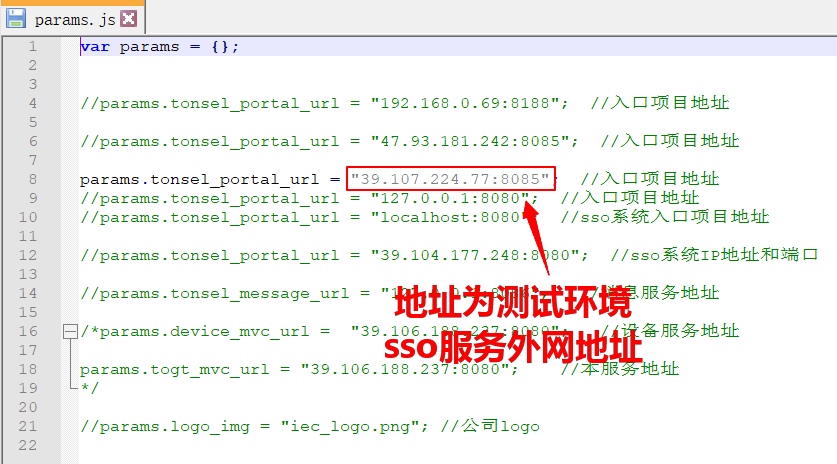 params.js
1 var params = {};
2
3
4 //params.tonsel_portal_url = "192.168.0.69:8188"; //入口项目地址
5
6 //params.tonsel_portal_url = "47.93.181.242:8085"; //入口项目地址
7
8 params.tonsel_portal_url = "39.107.224.77:8085"; //入口项目地址
9 //params.tonsel_portal_url = "127.0.0.1:8080"; //入口项目地址
10 //params.tonsel_portal_url = "localhost:8080" //sso系统入口项目地址
11
12 //params.tonsel_portal_url = "39.104.177.248:8080"; //sso系统IP地址和端口
13
14 //params.tonsel_message_url = 息服务地址
地址为测试环境
15
16 /*params.device_mvc_url = "39.106.188.237:8080"; //设备服务地址
sso服务外网地址
17
18 params.togt_mvc_url = "39.106.188.237:8080"; //本服务地址
19 */
20
21 //params.logo_img = "iec_logo.png"; //公司logo
22